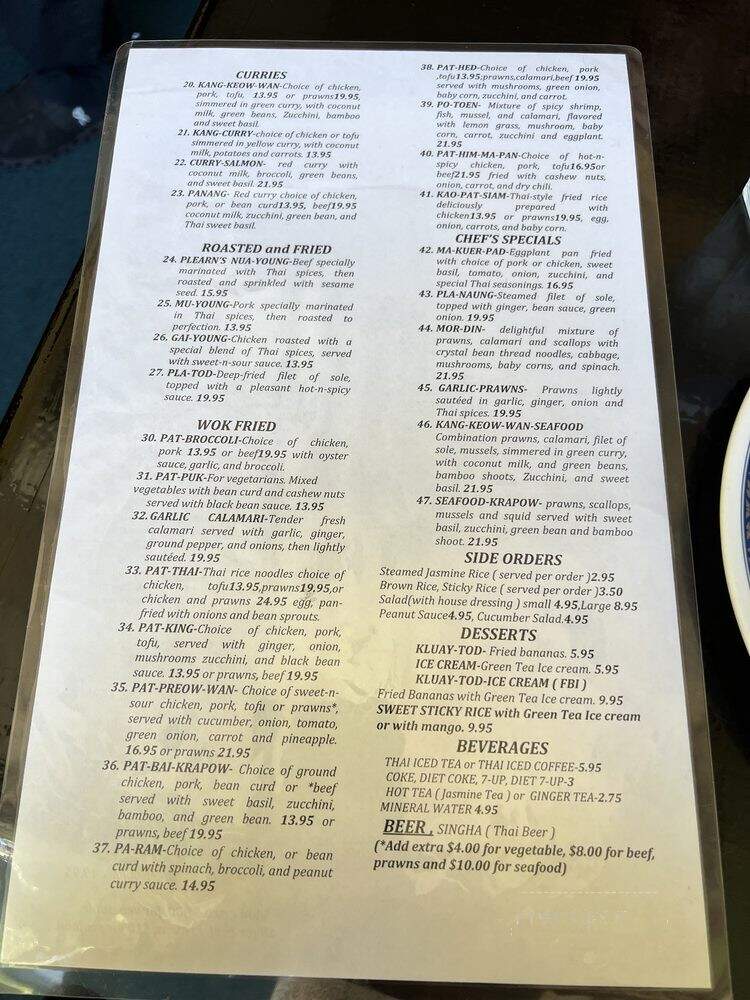 CURRIES
20. KANG-KEOW-WAN-Choice of chicken,
pork, tofu, 13.95 or prawns19.95,
simmered in green curry, with coconut
milk, green beans, Zucchini, bamboo
and sweet basil.
21. KANG-CURRY-choice of chicken or tofu
simmered in yellow curry, with coconut
milk, potatoes and carrots. 13.95
22. CURRY-SALMON- red curry with
coconut milk, broccoli, green beans,
and sweet basil. 21.95
23. PANANG- Red curry choice of chicken,
pork, or bean curd13.95, beef19.95
coconut milk, zucchini, green bean, and
Thai sweet basil.
ROASTED and FRIED
24. PLEARN'S NUA-YOUNG-Beef specially
marinated with Thai spices, then
roasted and sprinkled with sesame
seed. 15.95
25. MU-YOUNG-Pork specially marinated
in Thai spices, then roasted to
perfection. 13.95
26. GAI-YOUNG-Chicken roasted with a
special blend of Thai spices, served
with sweet-n-sour sauce. 13.95
27. PLA-TOD-Deep-fried filet of sole,
topped with a pleasant hot-n-spicy
sauce. 19.95
WOK FRIED
30. PAT-BROCCOLI-Choice of chicken,
pork 13.95 or beef19.95 with oyster
sauce, garlic, and broccoli.
31. PAT-PUK-For vegetarians. Mixed
vegetables with bean curd and cashew nuts
served with black bean sauce. 13.95
32. GARLIC CALAMARI-Tender fresh
calamari served with garlic, ginger,
ground pepper, and onions, then lightly
sautéed. 19.95
33. PAT-THAI-Thai rice noodles choice of
chicken, tofu13.95,prawns19.95,or
chicken and prawns 24.95 egg, pan-
fried with onions and bean sprouts.
34. PAT-KING-Choice of chicken, pork,
tofu, served with ginger, onion,
mushrooms zucchini, and black bean
sauce. 13.95 or prawns, beef 19.95
35. PAT-PREOW-WAN- Choice of sweet-n-
sour chicken, pork, tofu or prawns*,
served with cucumber, onion, tomato,
green onion, carrot and pineapple.
16.95 or prawns 21.95
36. PAT-BAI-KRAPOW- Choice of ground
chicken, pork, bean curd or *beef
served with sweet basil, zucchini,
bamboo, and green bean. 13.95 or
prawns, beef 19.95
37. PA-RAM-Choice of chicken, or bean
curd with spinach, broccoli, and peanut
curry sauce. 14.95
38. PAT-HED-Choice of chicken, pork
,tofu13.95;prawns,calamari,beef 19.95
served with mushrooms, green onion,
baby corn, zucchini, and carrot.
39. PO-TOEN- Mixture of spicy shrimp,
fish, mussel, and calamari, flavored
with lemon grass, mushroom, baby
corn, carrot, zucchini and eggplant.
21.95
40. PAT-HIM-MA-PAN-Choice of hot-n-
spicy chicken, pork, tofu16.95or
beef21.95 fried with cashew nuts,
onion, carrot, and dry chili.
41. KAO-PAT-SIAM-Thai-style fried rice
deliciously prepared with
chicken13.95 or prawns19.95, egg,
onion, carrots, and baby corn.
CHEF'S SPECIALS
42. MA-KUER-PAD-Eggplant pan fried
with choice of pork or chicken, sweet
basil, tomato, onion, zucchini, and
special Thai seasonings. 16.95
43. PLA-NAUNG-Steamed filet of sole,
topped with ginger, bean sauce, green
onion. 19.95
44. MOR-DIN- delightful mixture of
prawns, calamari and scallops with
crystal bean thread noodles, cabbage,
mushrooms, baby corns, and spinach.
21.95
45. GARLIC-PRAWNS- Prawns lightly
sautéed in garlic, ginger, onion and
Thai spices. 19.95
46. KANG-KEOW-WAN-SEAFOOD
Combination prawns, calamari, filet of
sole, mussels, simmered in green curry,
with coconut milk, and green beans,
bamboo shoots, Zucchini, and sweet
basil. 21.95
47. SEAFOOD-KRAPOW- prawns, scallops,
mussels and squid served with sweet
basil, zucchini, green bean and bamboo
shoot. 21.95
SIDE ORDERS
Steamed Jasmine Rice ( served per order )2.95
Brown Rice, Sticky Rice ( served per order )3.50
Salad(with house dressing ) small 4.95,Large 8.95
Peanut Sauce4.95, Cucumber Salad.4.95
DESSERTS
KLUAY-TOD- Fried bananas. 5.95
ICE CREAM-Green Tea Ice cream. 5.95
KLUAY-TOD-ICE CREAM ( FBI )
Fried Bananas with Green Tea Ice cream. 9.95
SWEET STICKY RICE with Green Tea Ice cream
or with mango. 9.95
BEVERAGES
THAI ICED TEA or THAI ICED COFFEE-5.95
COKE, DIET COKE, 7-UP, DIET 7-UP-3
HOT TEA ( Jasmine Tea ) or GINGER TEA-2.75
MINERAL WATER 4.95
BEER , SINGHA ( Thai Beer )
(*Add extra $4.00 for vegetable, $8.00 for beef,
prawns and $10.00 for seafood)